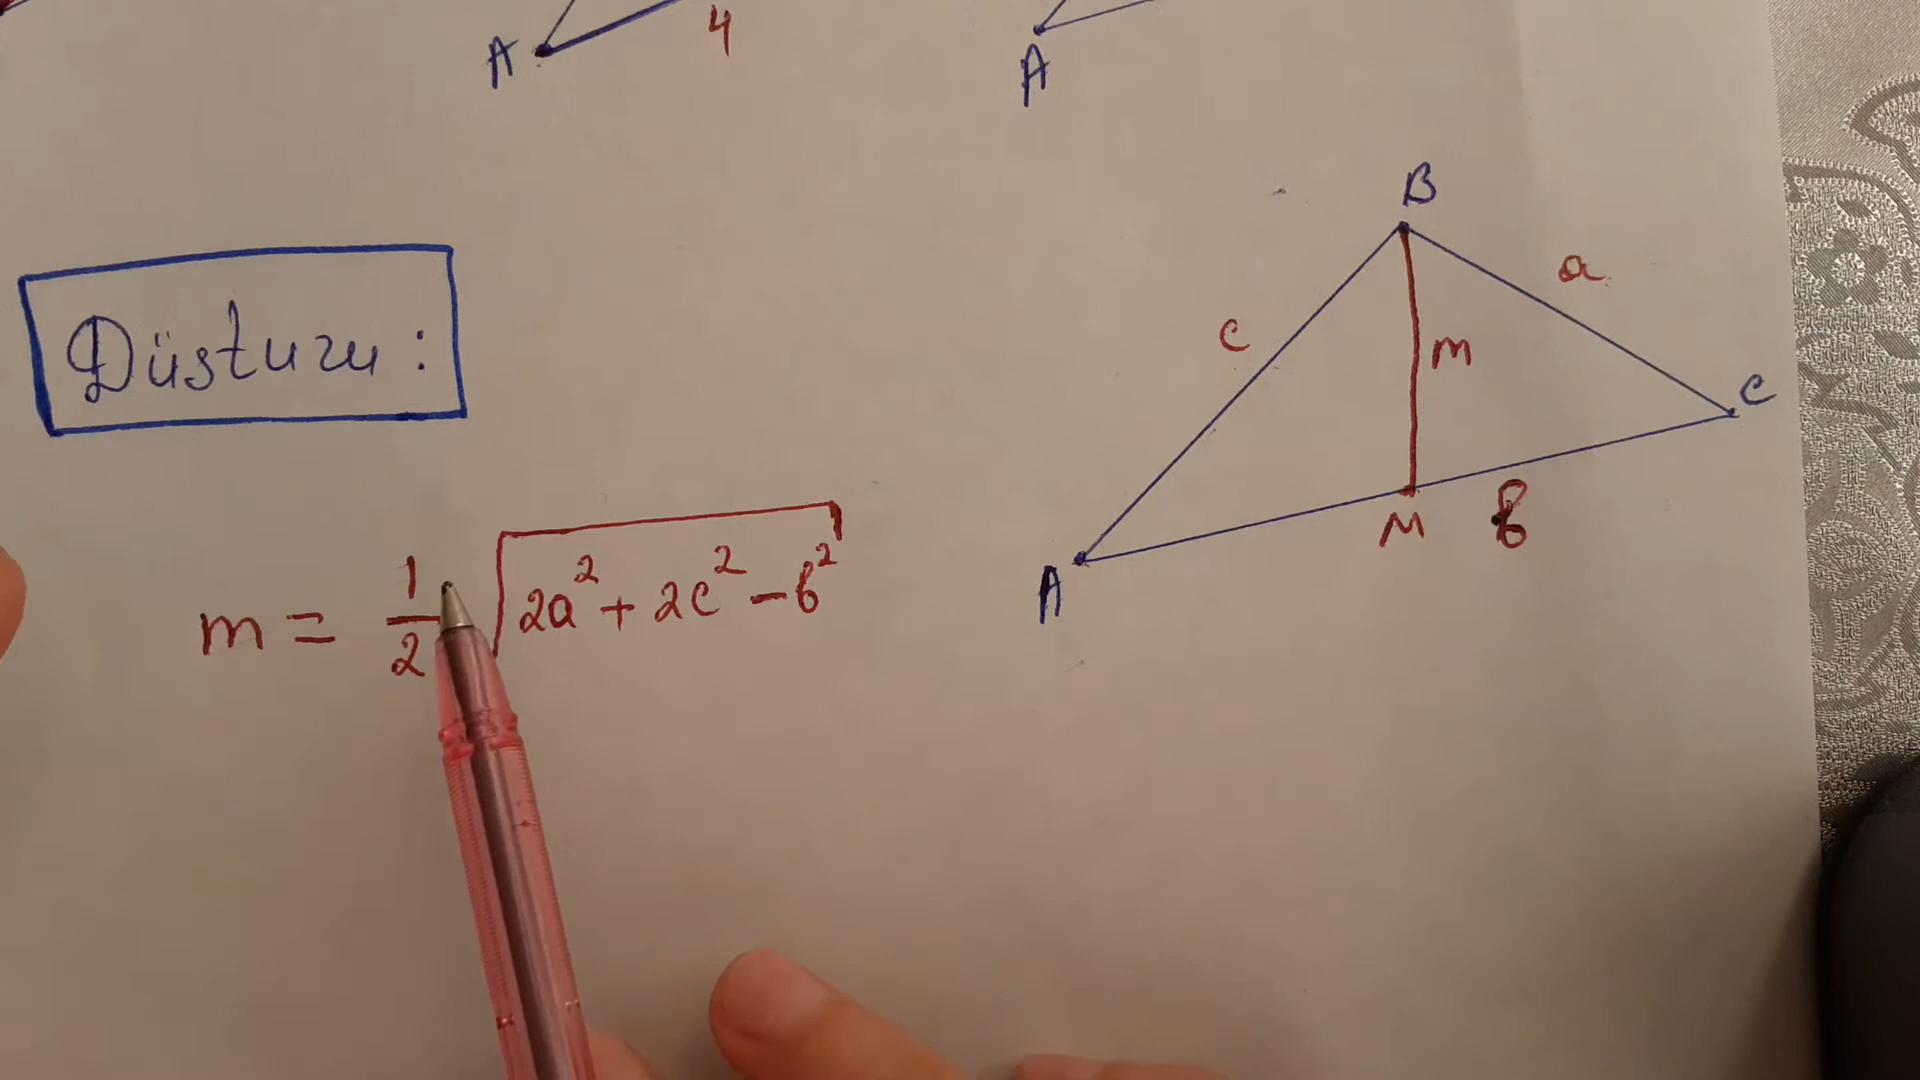 4
A
A
B
a
c
m
C
Düsturu:
M
b
A
m = 1/2 √2a² + 2c² - b²